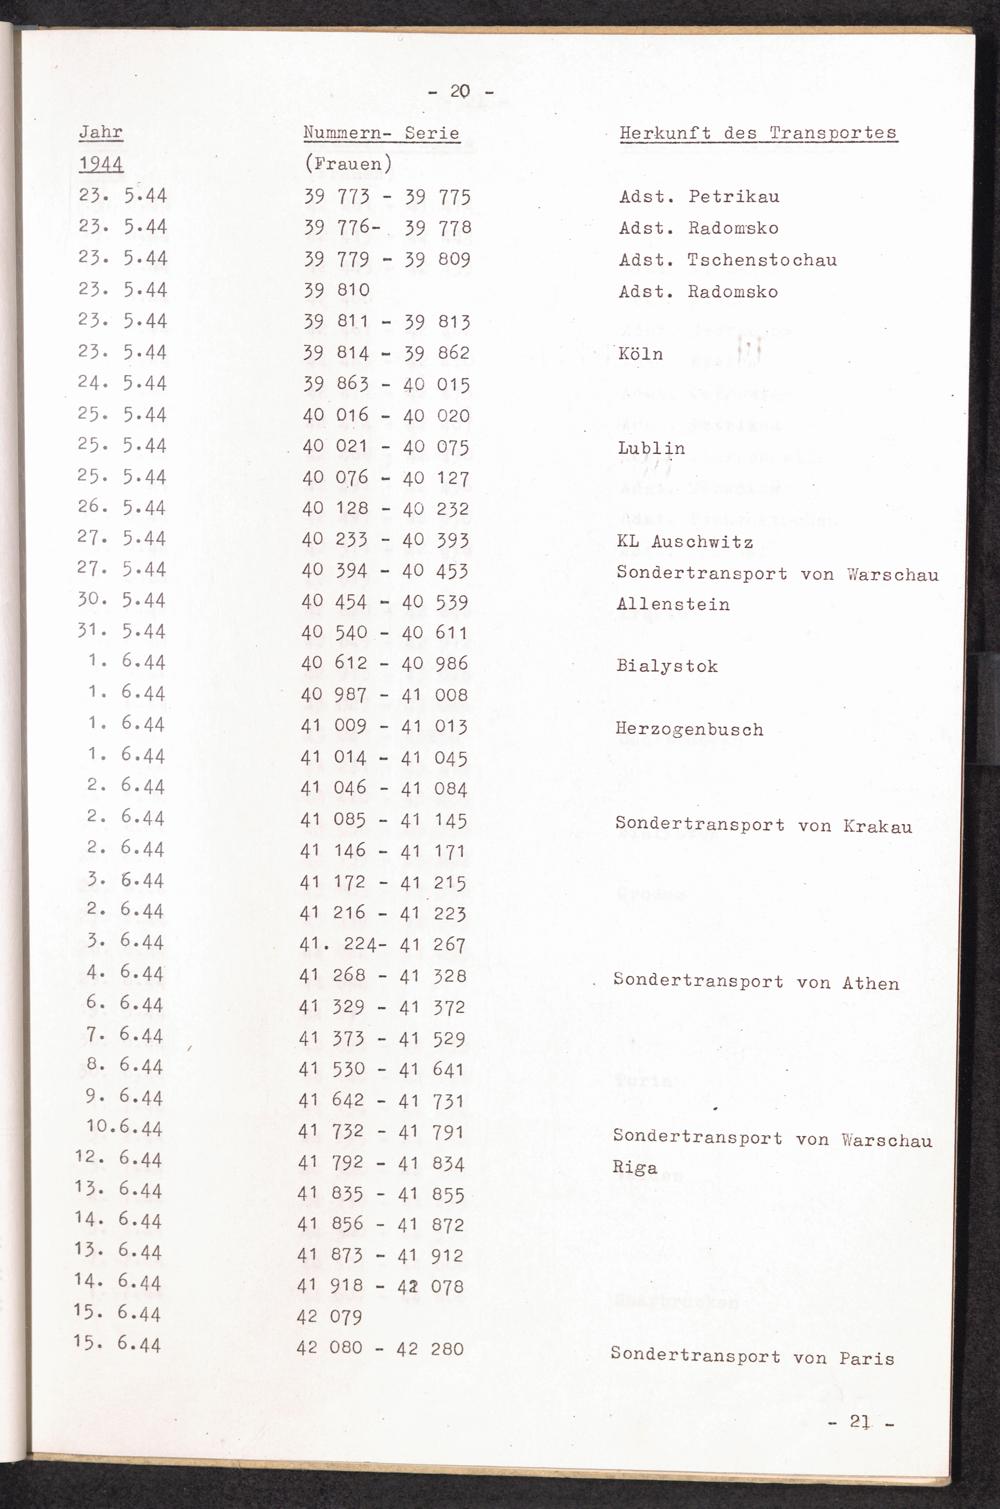 - 20 -
Jahr Nummern- Serie Herkunft des Transportes
1944 (Frauen)
23. 5.44 39 773 - 39 775 Adst. Petrikau
23. 5.44 39 776- 39 778 Adst. Radomsko
23. 5.44 39 779 - 39 809 Adst. Tschenstochau
23. 5.44 39 810 Adst. Radomsko
23. 5.44 39 811 - 39 813
23. 5.44 39 814 - 39 862 Köln
24. 5.44 39 863 - 40 015
25. 5.44 40 016 - 40 020
25. 5.44 40 021 - 40 075 Lublin
25. 5.44 40 076 - 40 127
26. 5.44 40 128 - 40 232
27. 5.44 40 233 - 40 393 KL Auschwitz
27. 5.44 40 394 - 40 453 Sondertransport von Warschau
30. 5.44 40 454 - 40 539 Allenstein
31. 5.44 40 540 - 40 611
1. 6.44 40 612 - 40 986 Bialystok
1. 6.44 40 987 - 41 008
1. 6.44 41 009 - 41 013 Herzogenbusch
1. 6.44 41 014 - 41 045
2. 6.44 41 046 - 41 084
2. 6.44 41 085 - 41 145 Sondertransport von Krakau
2. 6.44 41 146 - 41 171
3. 6.44 41 172 - 41 215
2. 6.44 41 216 - 41 223
3. 6.44 41. 224- 41 267
4. 6.44 41 268 - 41 328 Sondertransport von Athen
6. 6.44 41 329 - 41 372
7. 6.44 41 373 - 41 529
8. 6.44 41 530 - 41 641
9. 6.44 41 642 - 41 731
10.6.44 41 732 - 41 791 Sondertransport von Warschau
12. 6.44 41 792 - 41 834 Riga
13. 6.44 41 835 - 41 855
14. 6.44 41 856 - 41 872
13. 6.44 41 873 - 41 912
14. 6.44 41 918 - 42 078
15. 6.44 42 079
15. 6.44 42 080 - 42 280 Sondertransport von Paris
- 21 -